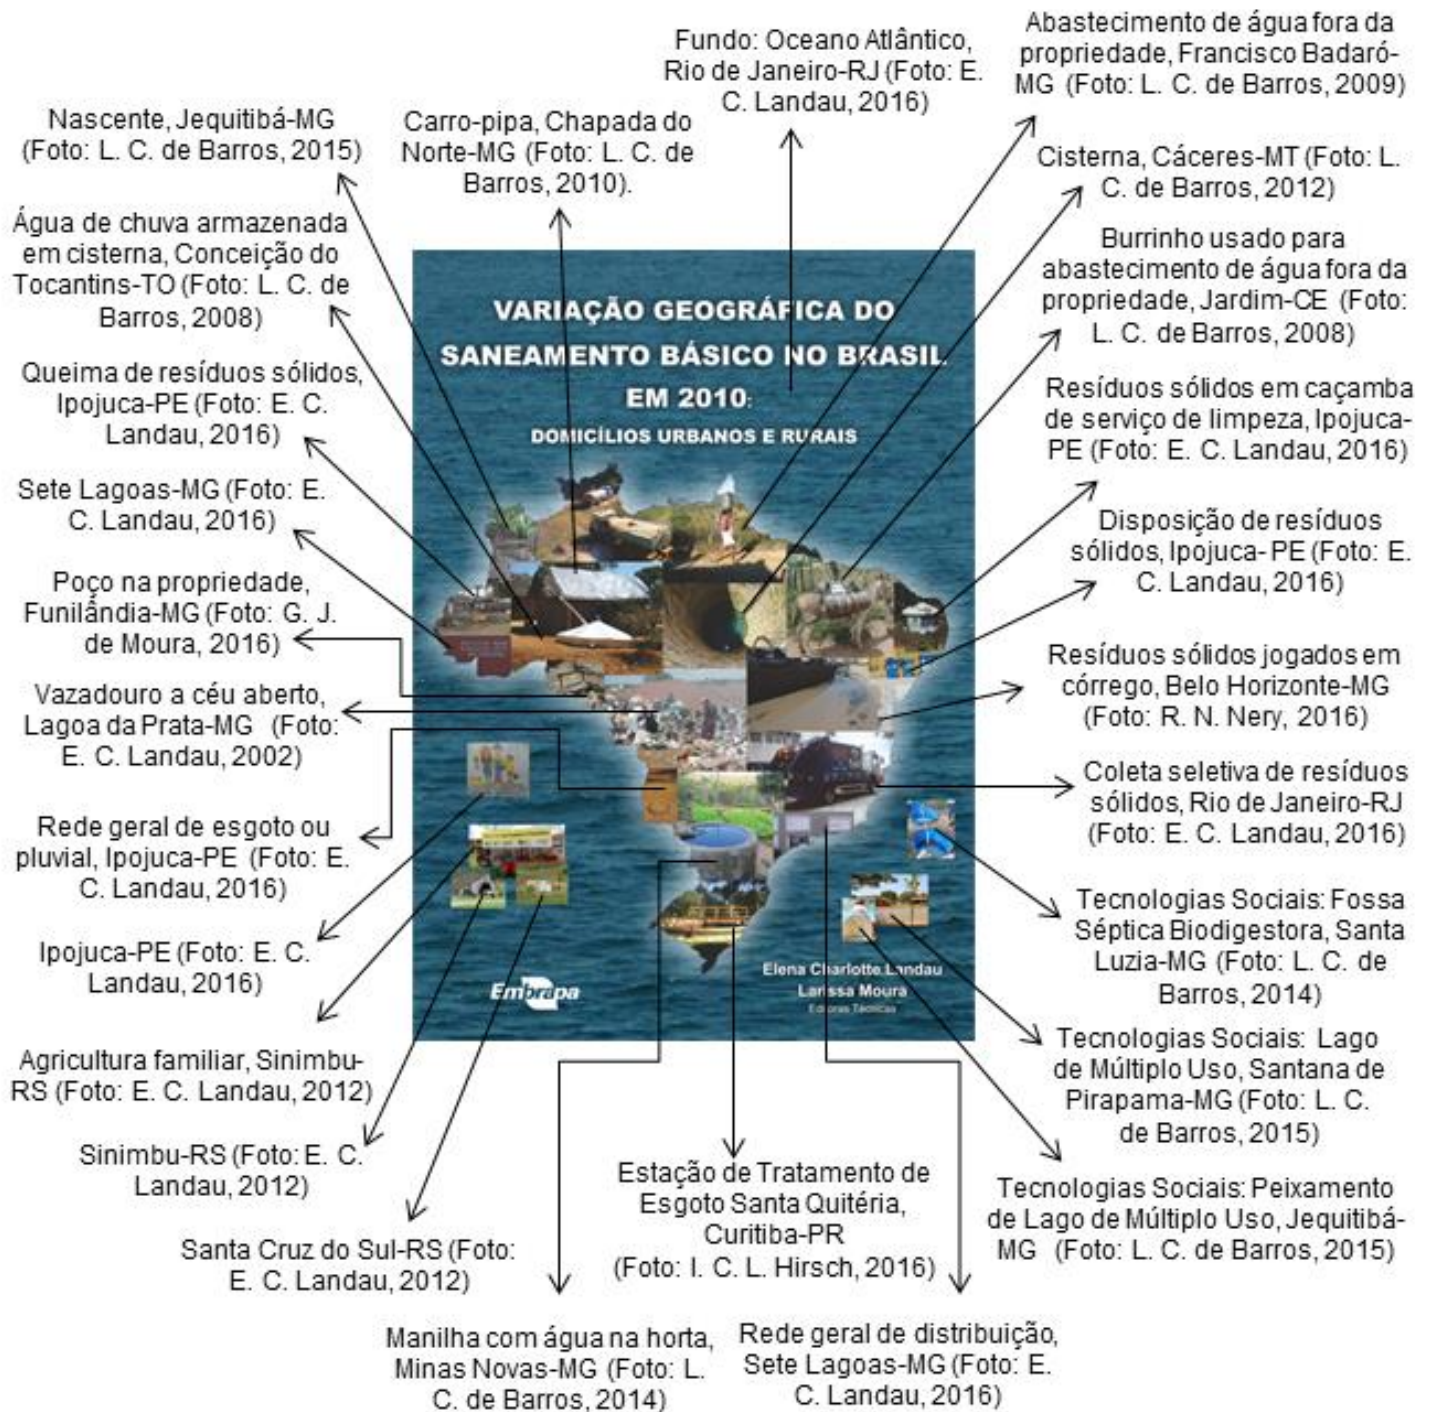 Fundo: Oceano Atlântico,
Rio de Janeiro-RJ (Foto: E.
C. Landau, 2016)
Abastecimento de água fora da
propriedade, Francisco Badaró-
MG (Foto: L. C. de Barros, 2009)
Nascente, Jequitibá-MG
(Foto: L. C. de Barros, 2015)
Carro-pipa, Chapada do
Norte-MG (Foto: L. C. de
Barros, 2010).
Cisterna, Cáceres-MT (Foto: L.
C. de Barros, 2012)
Água de chuva armazenada
em cisterna, Conceição do
Tocantins-TO (Foto: L. C. de
Barros, 2008)
Burrinho usado para
abastecimento de água fora da
propriedade, Jardim-CE (Foto:
L. C. de Barros, 2008)
VARIAÇÃO GEOGRÁFICA DO
SANEAMENTO BÁSICO NO BRASIL
EM 2010:
DOMICÍLIOS URBANOS E RURAIS
Queima de resíduos sólidos,
Ipojuca-PE (Foto: E. C.
Landau, 2016)
Resíduos sólidos em caçamba
de serviço de limpeza, Ipojuca-
PE (Foto: E. C. Landau, 2016)
Sete Lagoas-MG (Foto: E.
C. Landau, 2016)
Disposição de resíduos
sólidos, Ipojuca- PE (Foto: E.
C. Landau, 2016)
Poço na propriedade,
Funilândia-MG (Foto: G. J.
de Moura, 2016)
Resíduos sólidos jogados em
córrego, Belo Horizonte-MG
(Foto: R. N. Nery, 2016)
Vazadouro a céu aberto,
Lagoa da Prata-MG (Foto:
E. C. Landau, 2002)
Coleta seletiva de resíduos
sólidos, Rio de Janeiro-RJ
(Foto: E. C. Landau, 2016)
Rede geral de esgoto ou
pluvial, Ipojuca-PE (Foto: E.
C. Landau, 2016)
Tecnologias Sociais: Fossa
Séptica Biodigestora, Santa
Luzia-MG (Foto: L. C. de
Barros, 2014)
Ipojuca-PE (Foto: E. C.
Landau, 2016)
Embrapa
Elena Charlotte Landau
Larissa Moura
Editoras Técnicas
Agricultura familiar, Sinimbu-
RS (Foto: E. C. Landau, 2012)
Tecnologias Sociais: Lago
de Múltiplo Uso, Santana de
Pirapama-MG (Foto: L. C.
de Barros, 2015)
Sinimbu-RS (Foto: E. C.
Landau, 2012)
Estação de Tratamento de
Esgoto Santa Quitéria,
Curitiba-PR
(Foto: I. C. L. Hirsch, 2016)
Tecnologias Sociais: Peixamento
de Lago de Múltiplo Uso, Jequitibá-
MG (Foto: L. C. de Barros, 2015)
Santa Cruz do Sul-RS (Foto:
E. C. Landau, 2012)
Manilha com água na horta,
Minas Novas-MG (Foto: L.
C. de Barros, 2014)
Rede geral de distribuição,
Sete Lagoas-MG (Foto: E.
C. Landau, 2016)